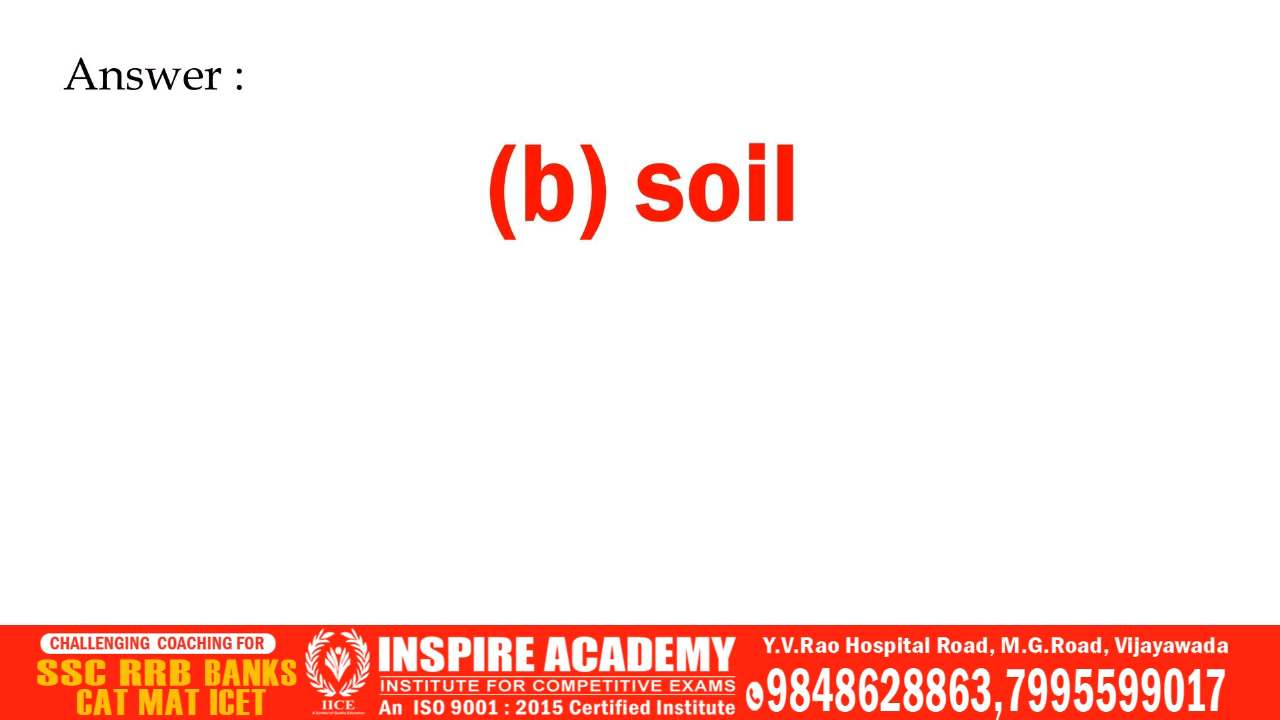 Answer :
(b) soil
CHALLENGING COACHING FOR
SSC RRB BANKS
CAT MAT ICET
IICE
INSPIRE ACADEMY
INSTITUTE FOR COMPETITIVE EXAMS
An ISO 9001 : 2015 Certified Institute
Y.V.Rao Hospital Road, M.G.Road, Vijayawada
9848628863,7995599017